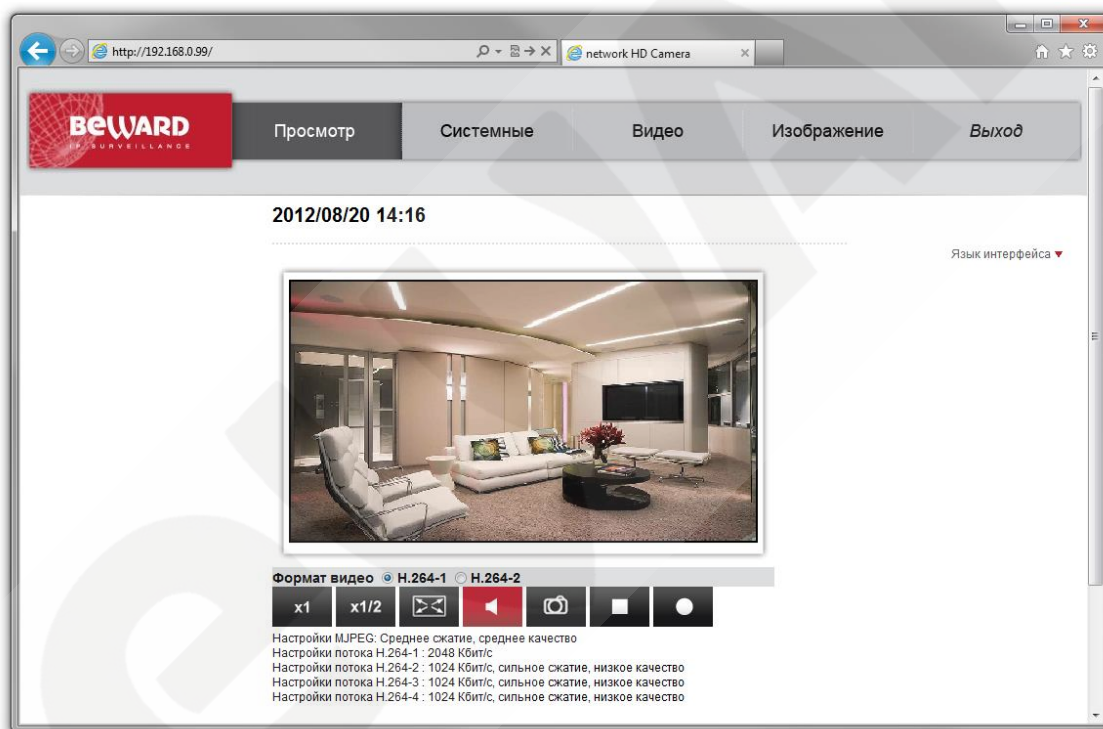 http://192.168.0.99/
network HD Camera
BEWARD
IP SURVEILLANCE
Просмотр
Системные
Видео
Изображение
Выход
2012/08/20 14:16
Язык интерфейса
Формат видео H.264-1 H.264-2
x1 x1/2
Настройки MJPEG: Среднее сжатие, среднее качество
Настройки потока H.264-1 : 2048 Кбит/с
Настройки потока H.264-2 : 1024 Кбит/с, сильное сжатие, низкое качество
Настройки потока H.264-3 : 1024 Кбит/с, сильное сжатие, низкое качество
Настройки потока H.264-4 : 1024 Кбит/с, сильное сжатие, низкое качество